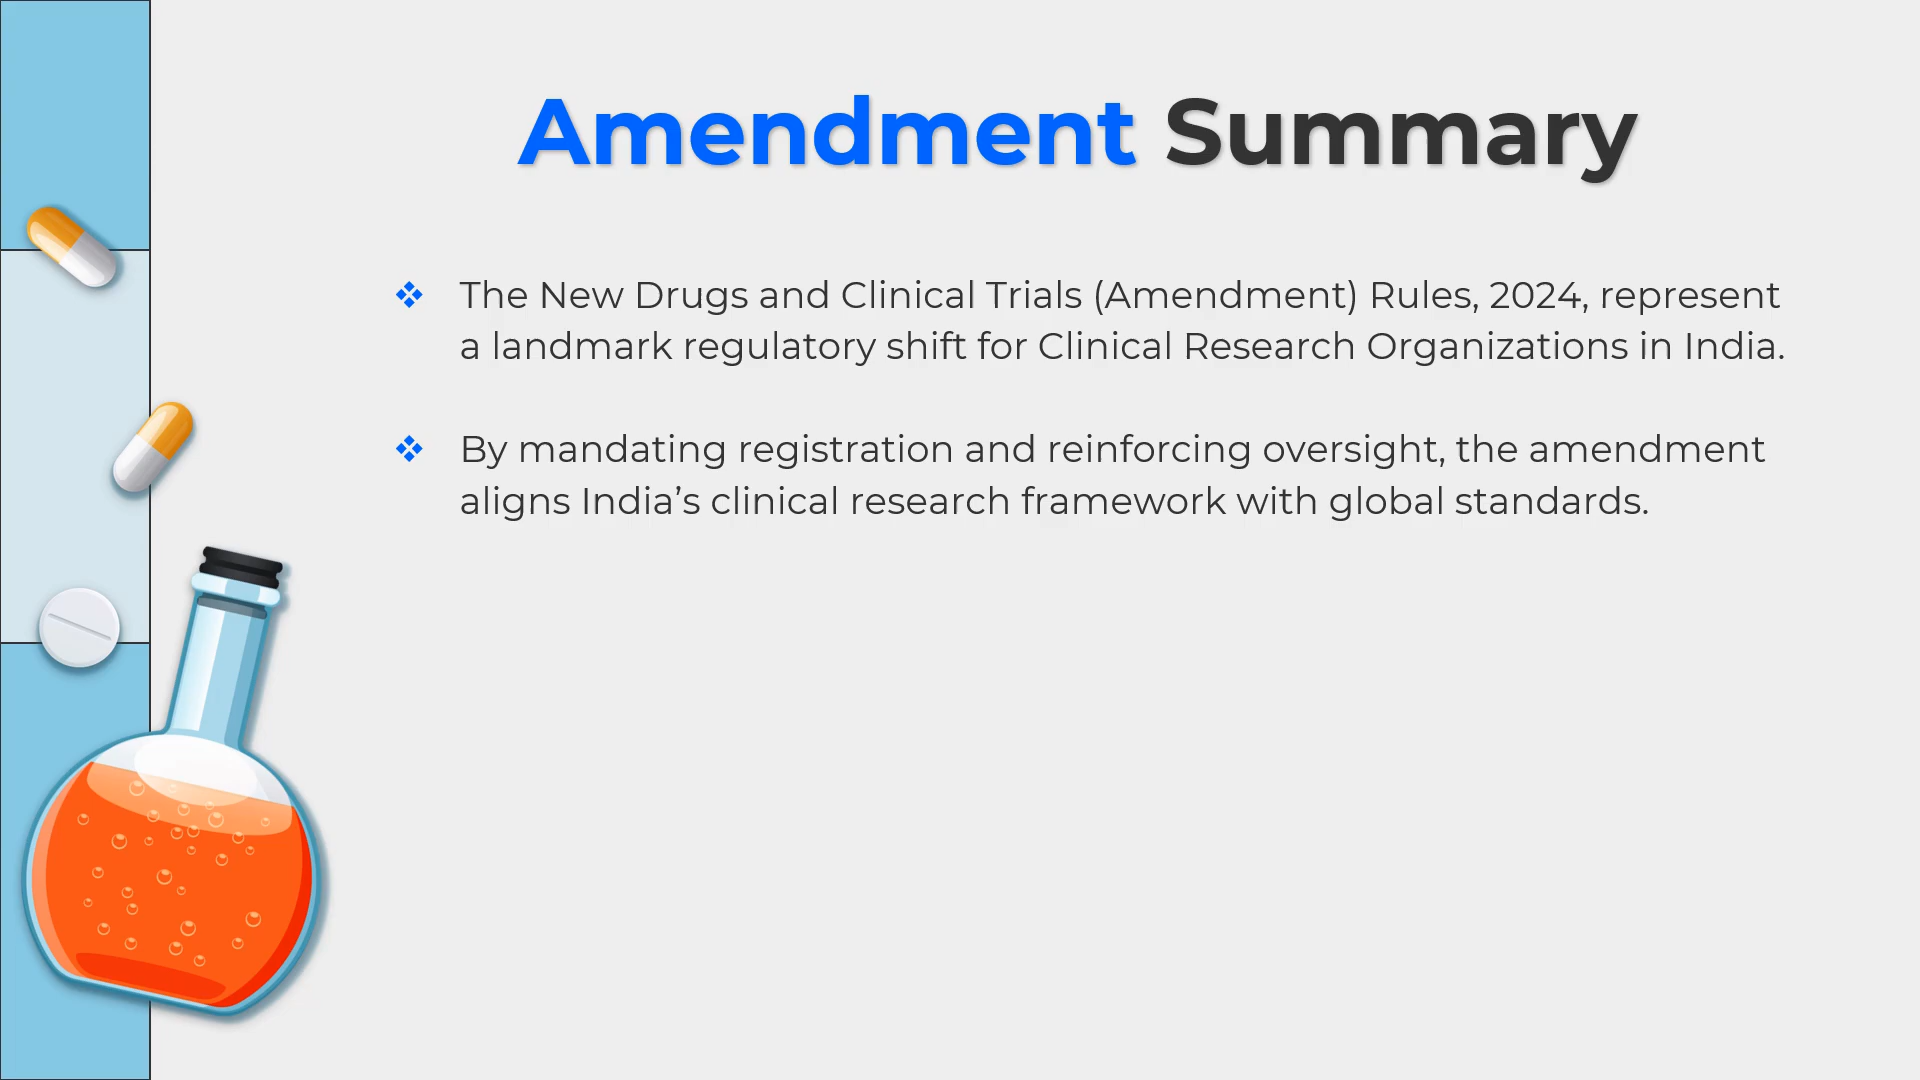 Amendment Summary
❖ The New Drugs and Clinical Trials (Amendment) Rules, 2024, represent
a landmark regulatory shift for Clinical Research Organizations in India.
❖ By mandating registration and reinforcing oversight, the amendment
aligns India’s clinical research framework with global standards.